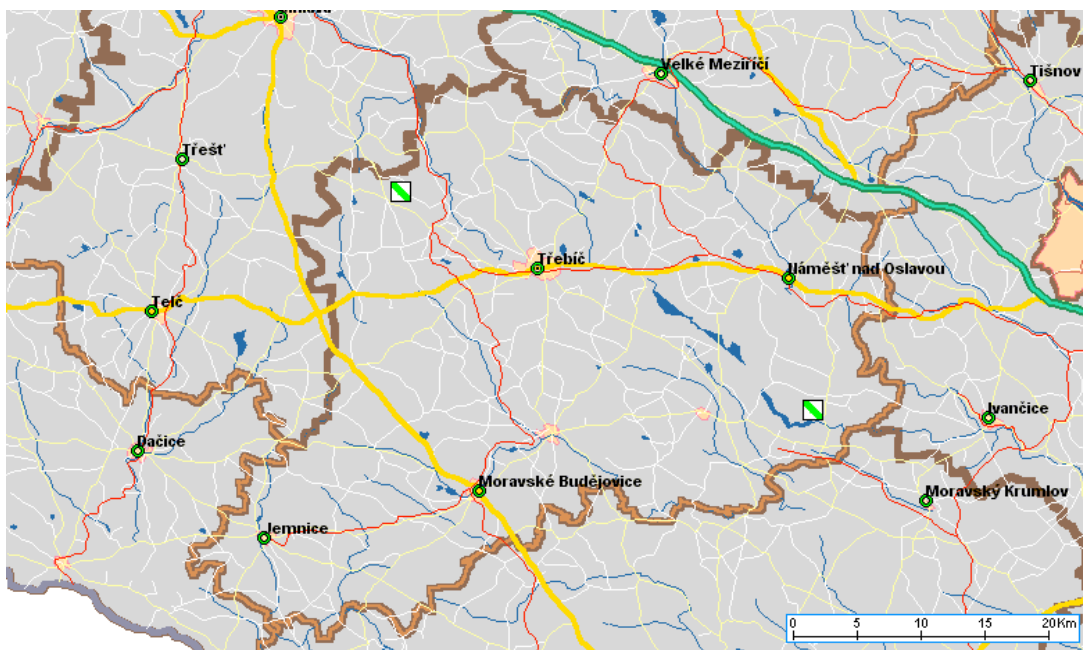 Velké Meziříčí
Tišnov
Třešť
Třebíč
Náměšť nad Oslavou
Telč
Ivančice
Dačice
Moravské Budějovice
Moravský Krumlov
Jemnice
0 5 10 15 20Km